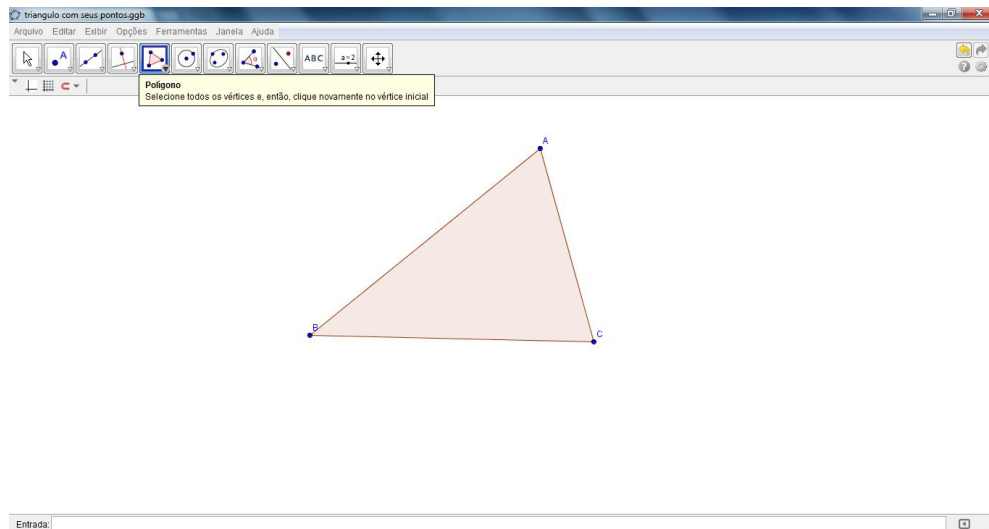 triangulo com seus pontos.ggb
Arquivo Editar Exibir Opções Ferramentas Janela Ajuda
A
α
ABC
a=2
Polígono
Selecione todos os vértices e, então, clique novamente no vértice inicial
A
B
C
Entrada: